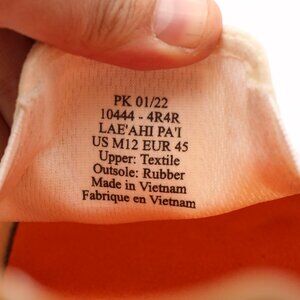 PK 01/22
10444 - 4R4R
LAE'AHI PA'I
US M12 EUR 45
Upper: Textile
Outsole: Rubber
Made in Vietnam
Fabrique en Vietnam